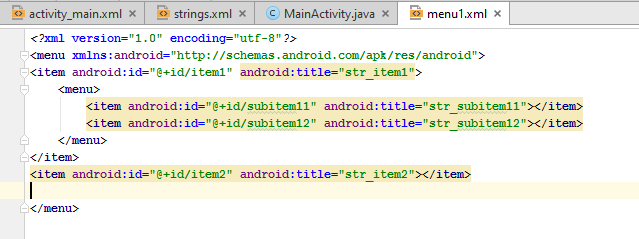 activity_main.xml strings.xml MainActivity.java menu1.xml
<?xml version="1.0" encoding="utf-8"?>
<menu xmlns:android="http://schemas.android.com/apk/res/android">
<item android:id="@+id/item1" android:title="str_item1">
<menu>
<item android:id="@+id/subitem11" android:title="str_subitem11"></item>
<item android:id="@+id/subitem12" android:title="str_subitem12"></item>
</menu>
</item>
<item android:id="@+id/item2" android:title="str_item2"></item>
</menu>